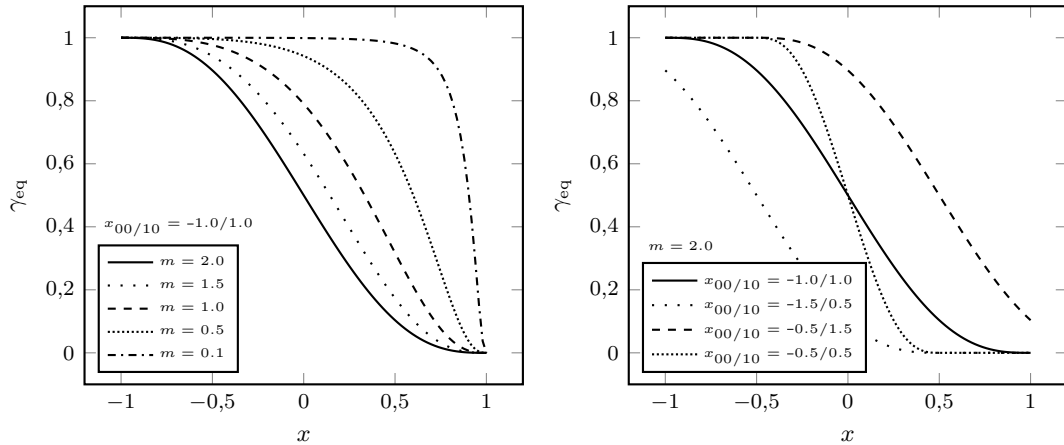 1
0,8
0,6
0,4
0,2
0
−1
−0,5
0
0,5
1
x
γeq
x00/10 = –1.0/1.0
m = 2.0
m = 1.5
m = 1.0
m = 0.5
m = 0.1
1
0,8
0,6
0,4
0,2
0
−1
−0,5
0
0,5
1
x
γeq
m = 2.0
x00/10 = –1.0/1.0
x00/10 = –1.5/0.5
x00/10 = –0.5/1.5
x00/10 = –0.5/0.5